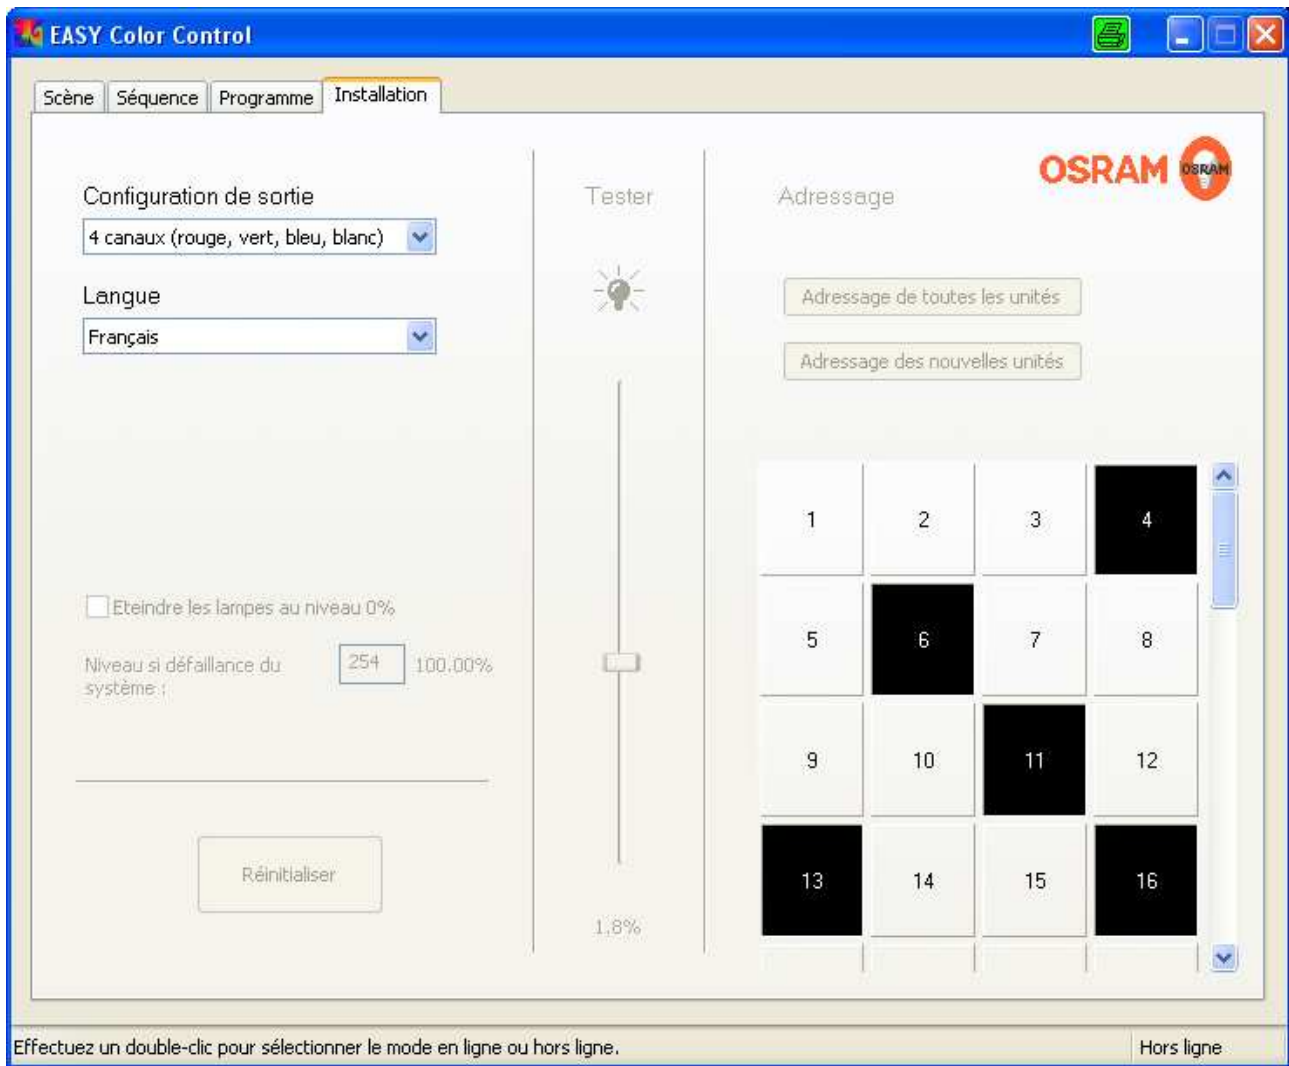 EASY Color Control
Scène Séquence Programme Installation
OSRAM OSRAM
Configuration de sortie
4 canaux (rouge, vert, bleu, blanc)
Langue
Français
Eteindre les lampes au niveau 0%
Niveau si défaillance du
système :
254 100.00%
Réinitialiser
Tester
1,8%
Adressage
Adressage de toutes les unités
Adressage des nouvelles unités
1 2 3 4
5 6 7 8
9 10 11 12
13 14 15 16
Effectuez un double-clic pour sélectionner le mode en ligne ou hors ligne.
Hors ligne